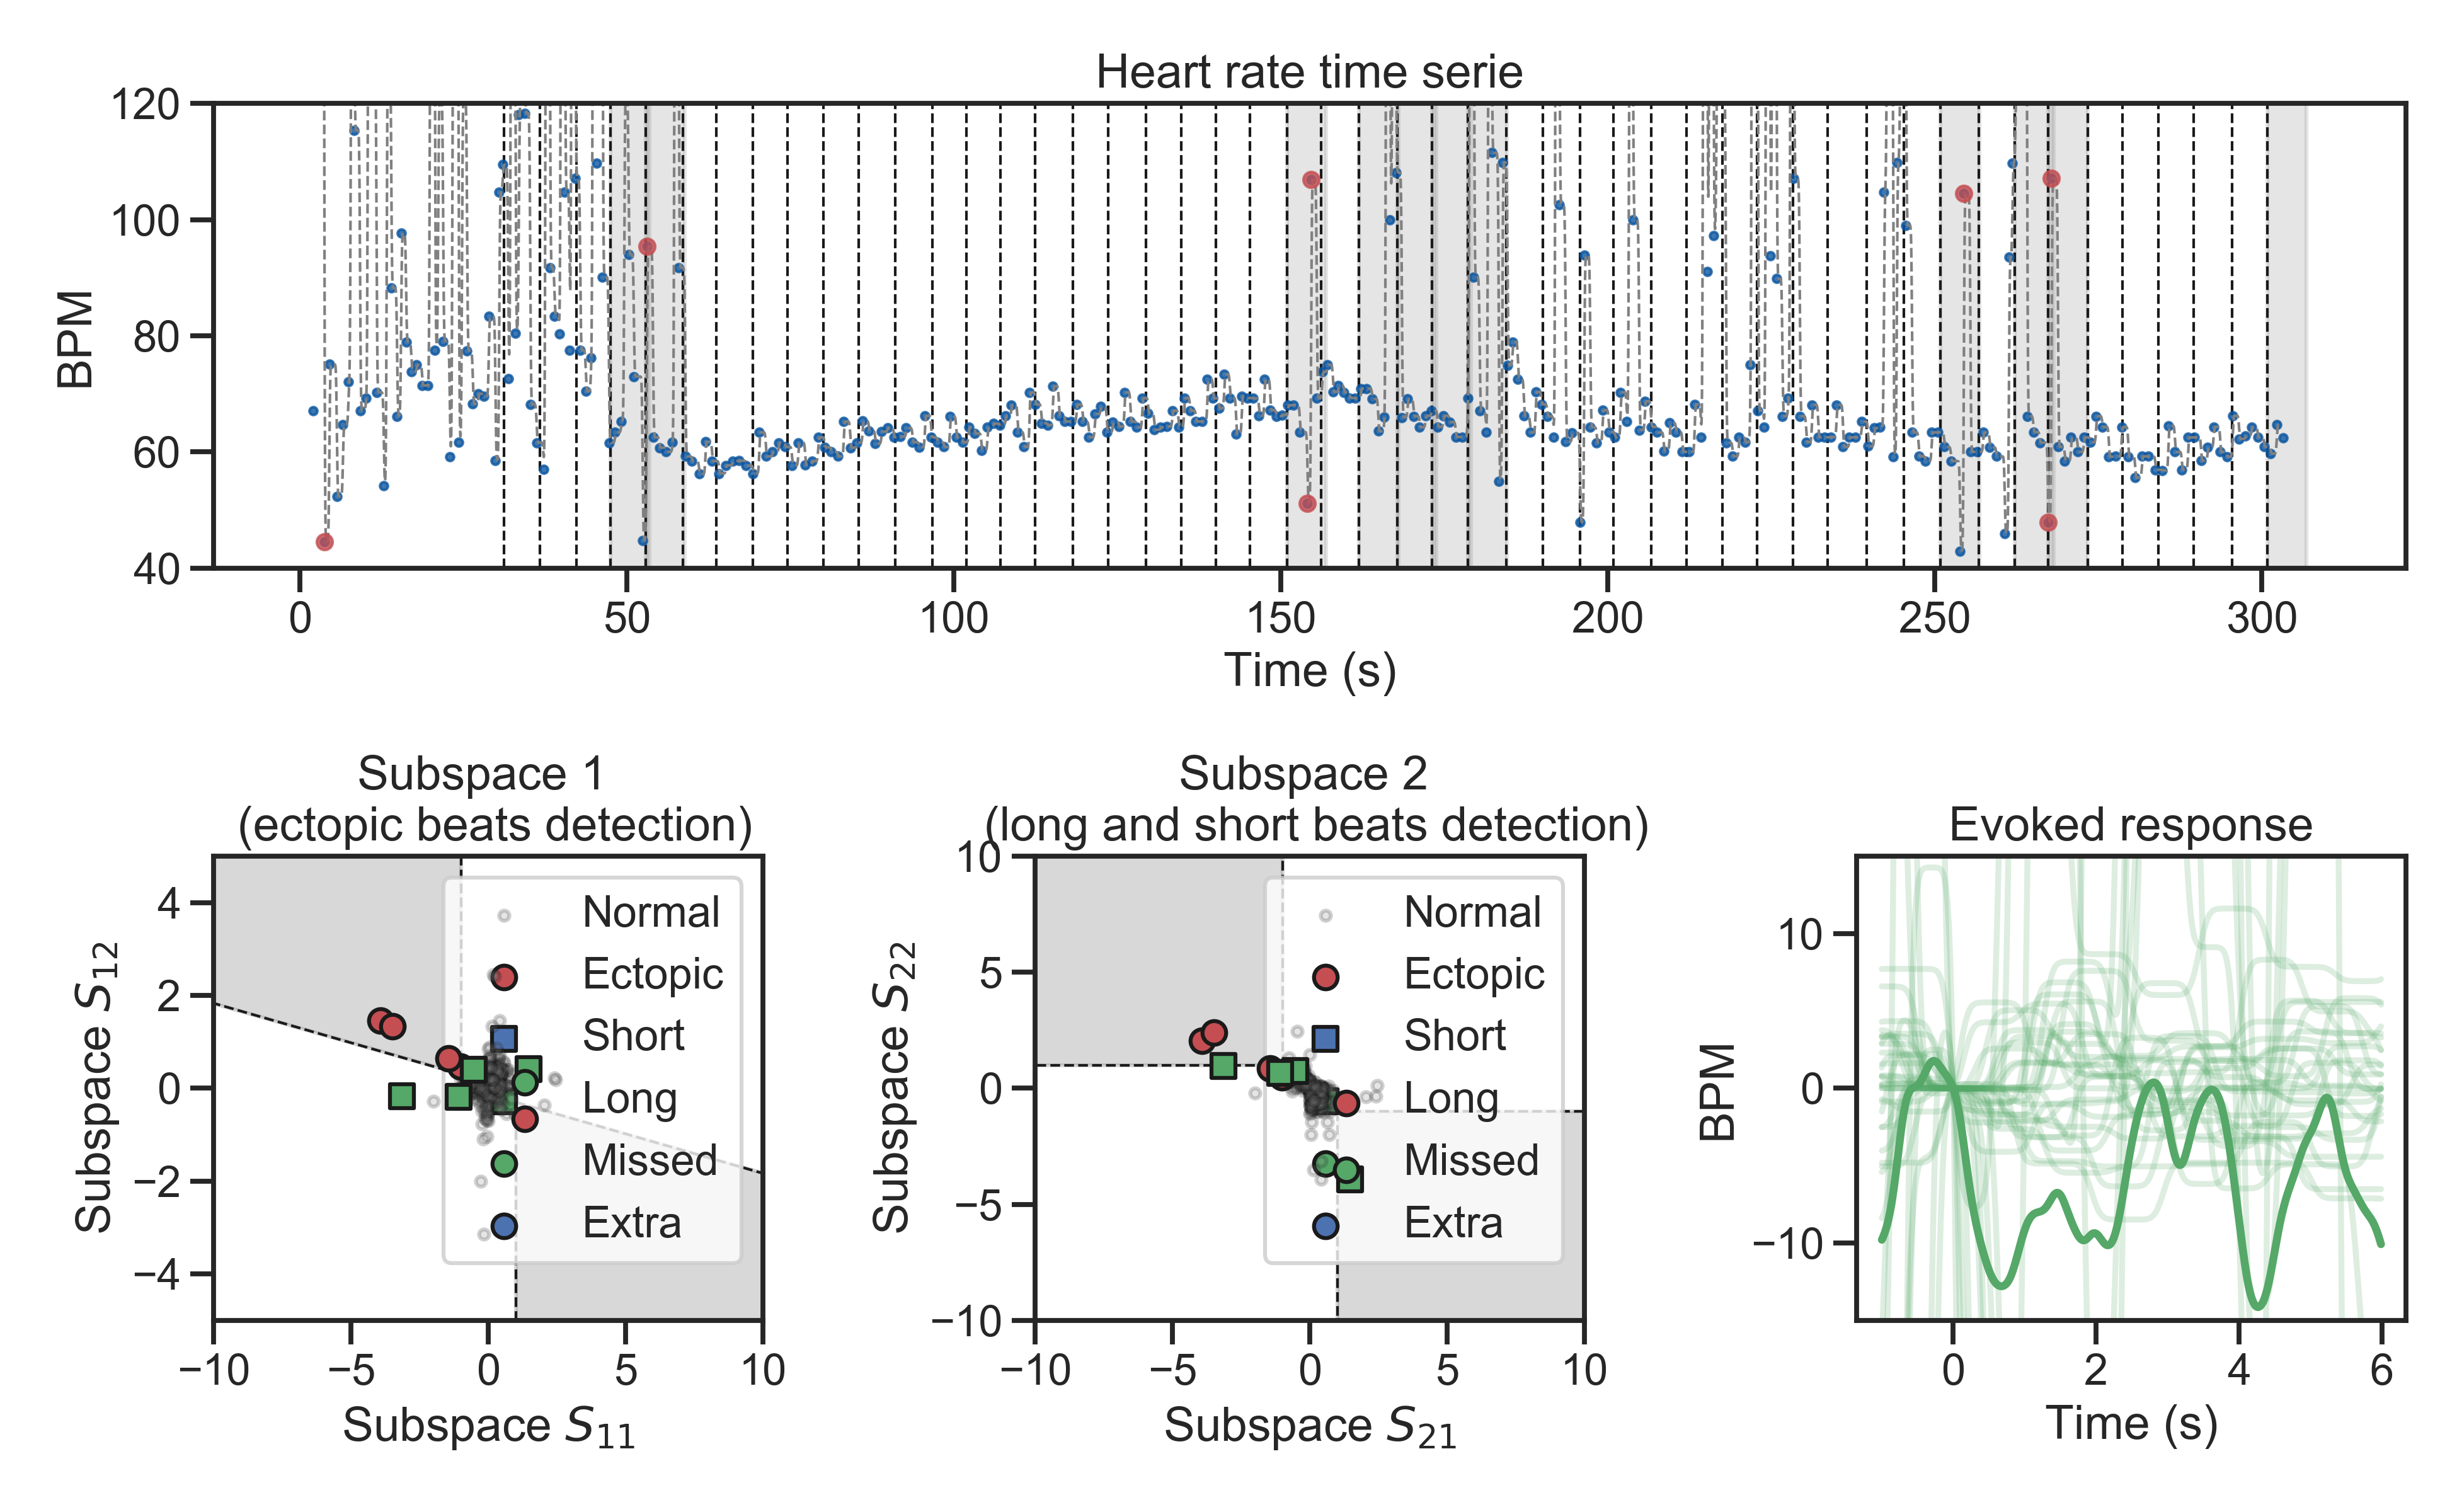 Heart rate time serie
120
100
80
60
40
BPM
0
50
100
150
200
250
300
Time (s)
Subspace 1
(ectopic beats detection)
4
2
0
−2
−4
Subspace S12
−10
−5
0
5
10
Subspace S11
Normal
Ectopic
Short
Long
Missed
Extra
Subspace 2
(long and short beats detection)
10
5
0
−5
−10
Subspace S22
−10
−5
0
5
10
Subspace S21
Normal
Ectopic
Short
Long
Missed
Extra
Evoked response
10
0
−10
BPM
0
2
4
6
Time (s)